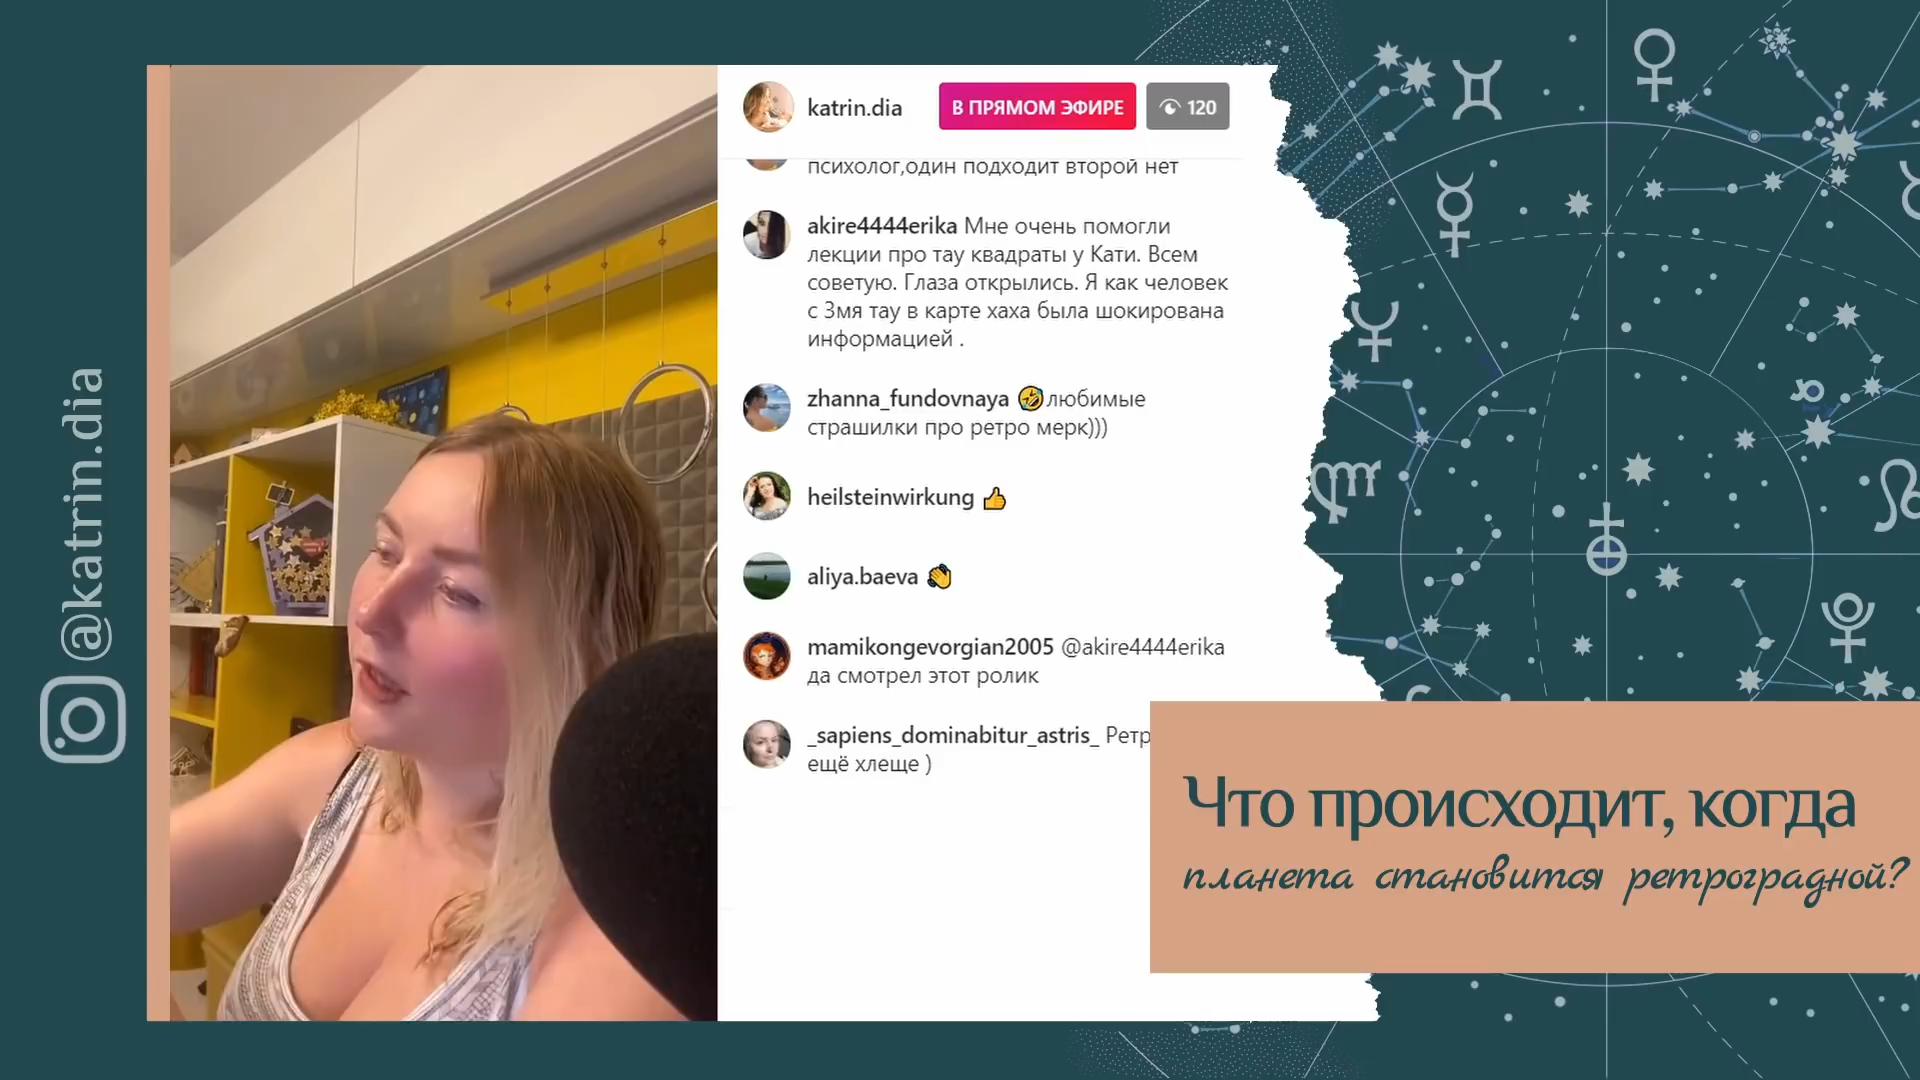 @katrin.dia
katrin.dia
В ПРЯМОМ ЭФИРЕ
120
психолог,один подходит второй нет
akire4444erika Мне очень помогли
лекции про тау квадраты у Кати. Всем
советую. Глаза открылись. Я как человек
с 3мя тау в карте хаха была шокирована
информацией .
zhanna_fundovnaya 🤣любимые
страшилки про ретро мерк)))
heilsteinwirkung 👍
aliya.baeva 👏
mamikongevorgian2005 @akire4444erika
да смотрел этот ролик
_sapiens_dominabitur_astris_ Ретр
ещё хлеще )
Что происходит, когда
планета становится ретроградной?